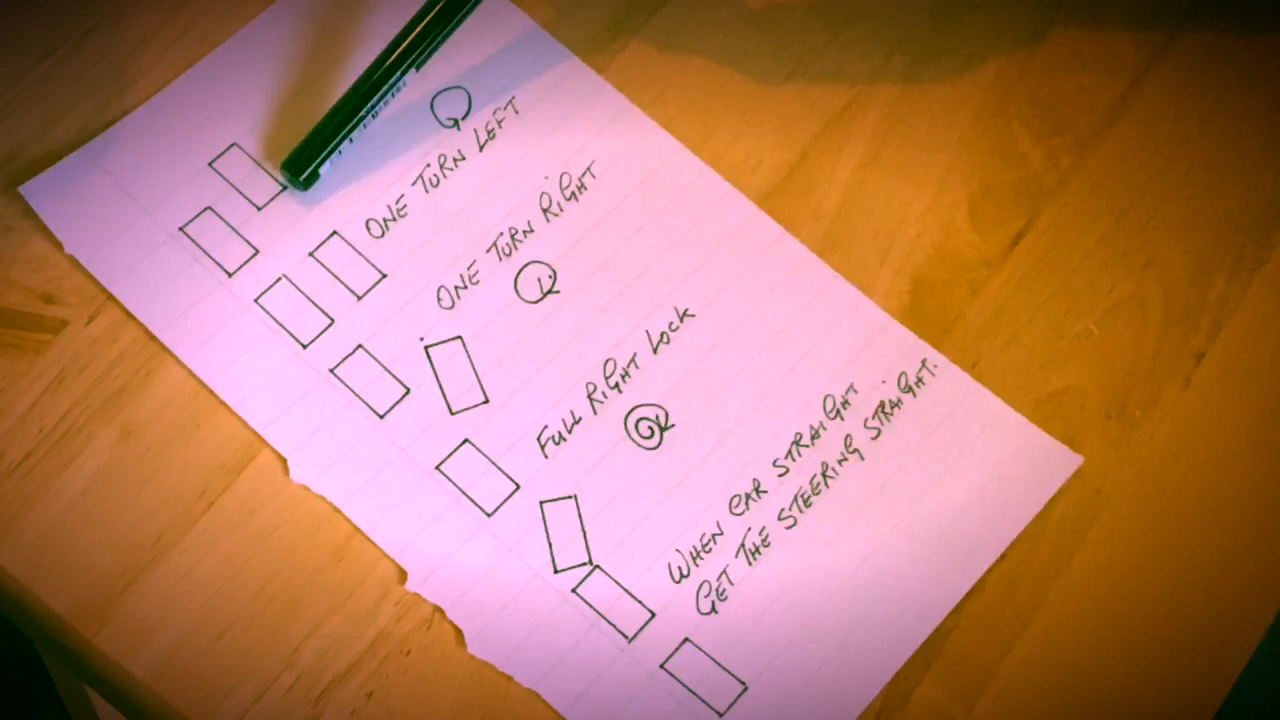 ONE TURN LEFT
ONE TURN RIGHT
FULL RIGHT LOCK
WHEN CAR STRAIGHT
GET THE STEERING STRAIGHT.